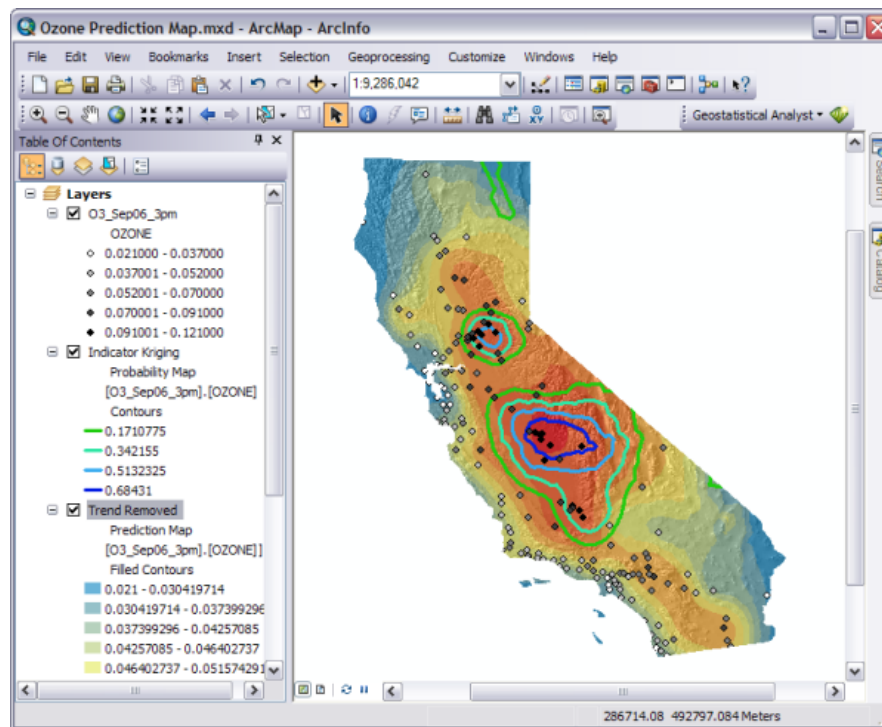 Ozone Prediction Map.mxd - ArcMap - ArcInfo
File Edit View Bookmarks Insert Selection Geoprocessing Customize Windows Help
1:9,286,042
XY
Geostatistical Analyst
Table Of Contents
Layers
O3_Sep06_3pm
OZONE
0.021000 - 0.037000
0.037001 - 0.052000
0.052001 - 0.070000
0.070001 - 0.091000
0.091001 - 0.121000
Indicator Kriging
Probability Map
[O3_Sep06_3pm].[OZONE]
Contours
0.1710775
0.342155
0.5132325
0.68431
Trend Removed
Prediction Map
[O3_Sep06_3pm].[OZONE]]
Filled Contours
0.021 - 0.030419714
0.030419714 - 0.037399296
0.037399296 - 0.04257085
0.04257085 - 0.046402737
0.046402737 - 0.051574291
Search
Catalog
286714.08 492797.084 Meters